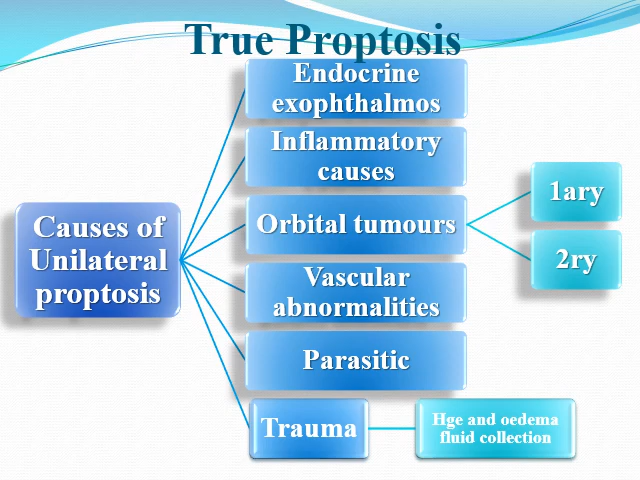 True Proptosis
Endocrine
exophthalmos
Inflammatory
causes
Orbital tumours
1ary
2ry
Causes of
Unilateral
proptosis
Vascular
abnormalities
Parasitic
Trauma
Hge and oedema
fluid collection